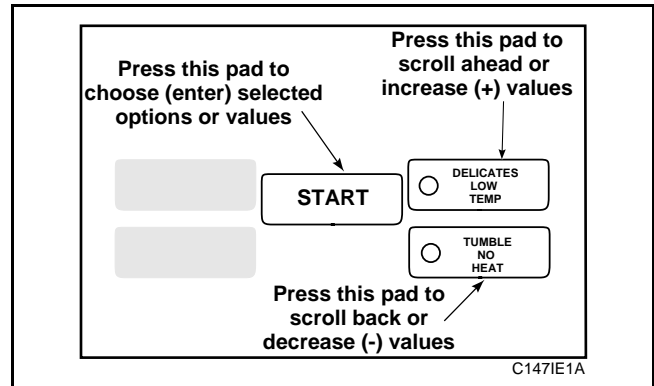 Press this pad to
choose (enter) selected
options or values
Press this pad to
scroll ahead or
increase (+) values
START
DELICATES
LOW
TEMP
TUMBLE
NO
HEAT
Press this pad to
scroll back or
decrease (-) values
C147IE1A